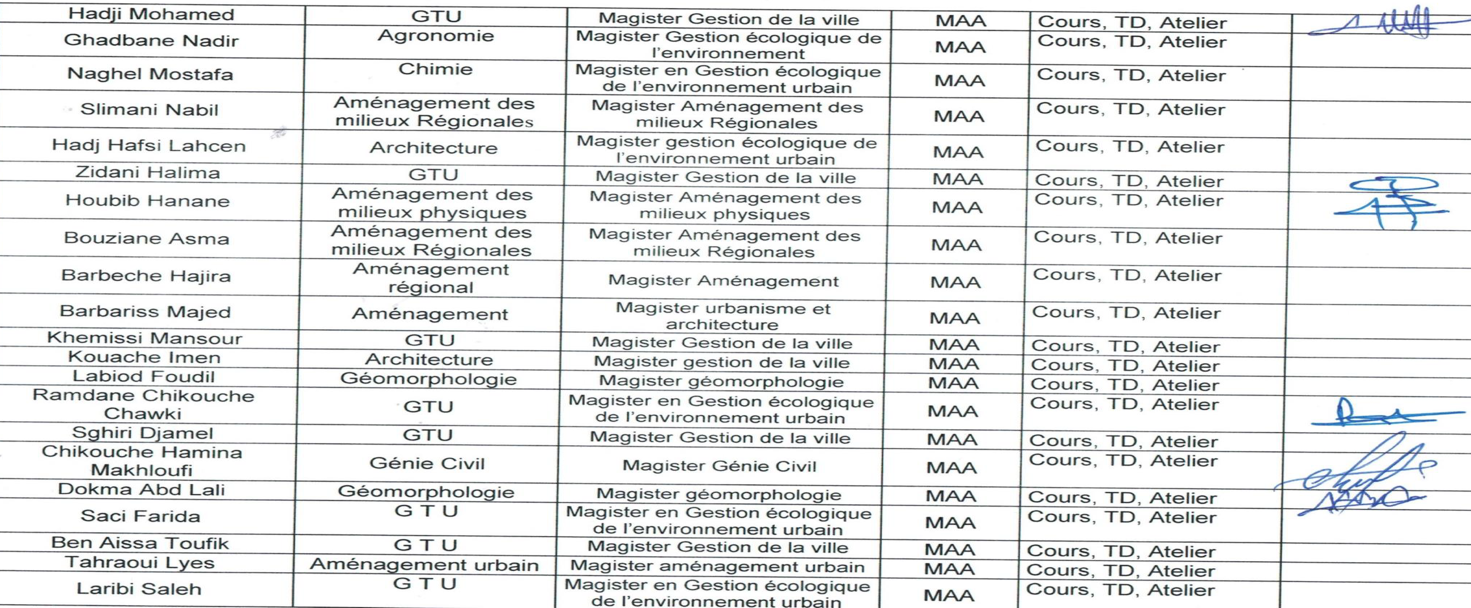 Hadji Mohamed GTU Magister Gestion de la ville MAA Cours, TD, Atelier
Ghadbane Nadir Agronomie Magister Gestion écologique de
l'environnement MAA Cours, TD, Atelier
Naghel Mostafa Chimie Magister en Gestion écologique
de l'environnement urbain MAA Cours, TD, Atelier
Slimani Nabil Aménagement des
milieux Régionales Magister Aménagement des
milieux Régionales MAA Cours, TD, Atelier
Hadj Hafsi Lahcen Architecture Magister gestion écologique de
l'environnement urbain MAA Cours, TD, Atelier
Zidani Halima GTU Magister Gestion de la ville MAA Cours, TD, Atelier
Houbib Hanane Aménagement des
milieux physiques Magister Aménagement des
milieux physiques MAA Cours, TD, Atelier
Bouziane Asma Aménagement des
milieux Régionales Magister Aménagement des
milieux Régionales MAA Cours, TD, Atelier
Barbeche Hajira Aménagement
régional Magister Aménagement MAA Cours, TD, Atelier
Barbariss Majed Aménagement Magister urbanisme et
architecture MAA Cours, TD, Atelier
Khemissi Mansour GTU Magister Gestion de la ville MAA Cours, TD, Atelier
Kouache Imen Architecture Magister gestion de la ville MAA Cours, TD, Atelier
Labiod Foudil Géomorphologie Magister géomorphologie MAA Cours, TD, Atelier
Ramdane Chikouche
Chawki GTU Magister en Gestion écologique
de l'environnement urbain MAA Cours, TD, Atelier
Sghiri Djamel GTU Magister Gestion de la ville MAA Cours, TD, Atelier
Chikouche Hamina
Makhloufi Génie Civil Magister Génie Civil MAA Cours, TD, Atelier
Dokma Abd Lali Géomorphologie Magister géomorphologie MAA Cours, TD, Atelier
Saci Farida G T U Magister en Gestion écologique
de l'environnement urbain MAA Cours, TD, Atelier
Ben Aissa Toufik G T U Magister Gestion de la ville MAA Cours, TD, Atelier
Tahraoui Lyes Aménagement urbain Magister aménagement urbain MAA Cours, TD, Atelier
Laribi Saleh G T U Magister en Gestion écologique
de l'environnement urbain MAA Cours, TD, Atelier